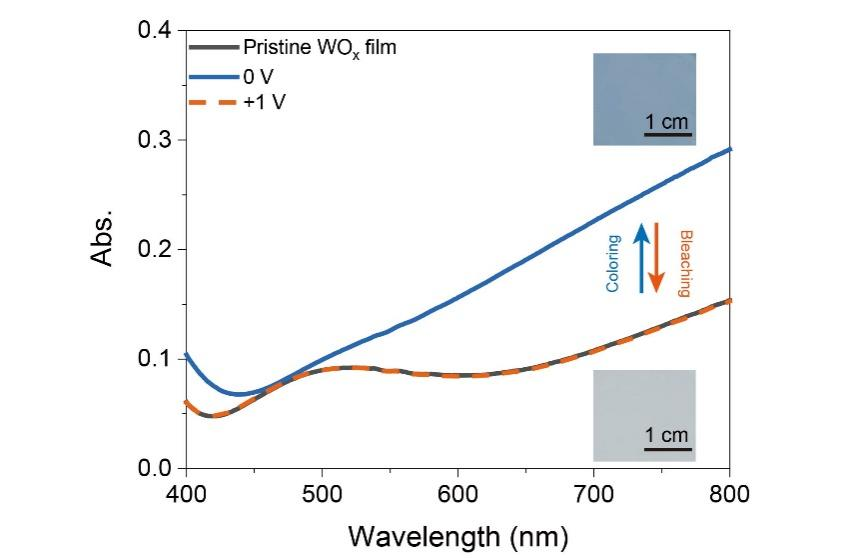 0.4
0.3
0.2
0.1
0.0
Abs.
Pristine WOₓ film
0 V
+1 V
1 cm
Coloring
Bleaching
1 cm
400
500
600
700
800
Wavelength (nm)